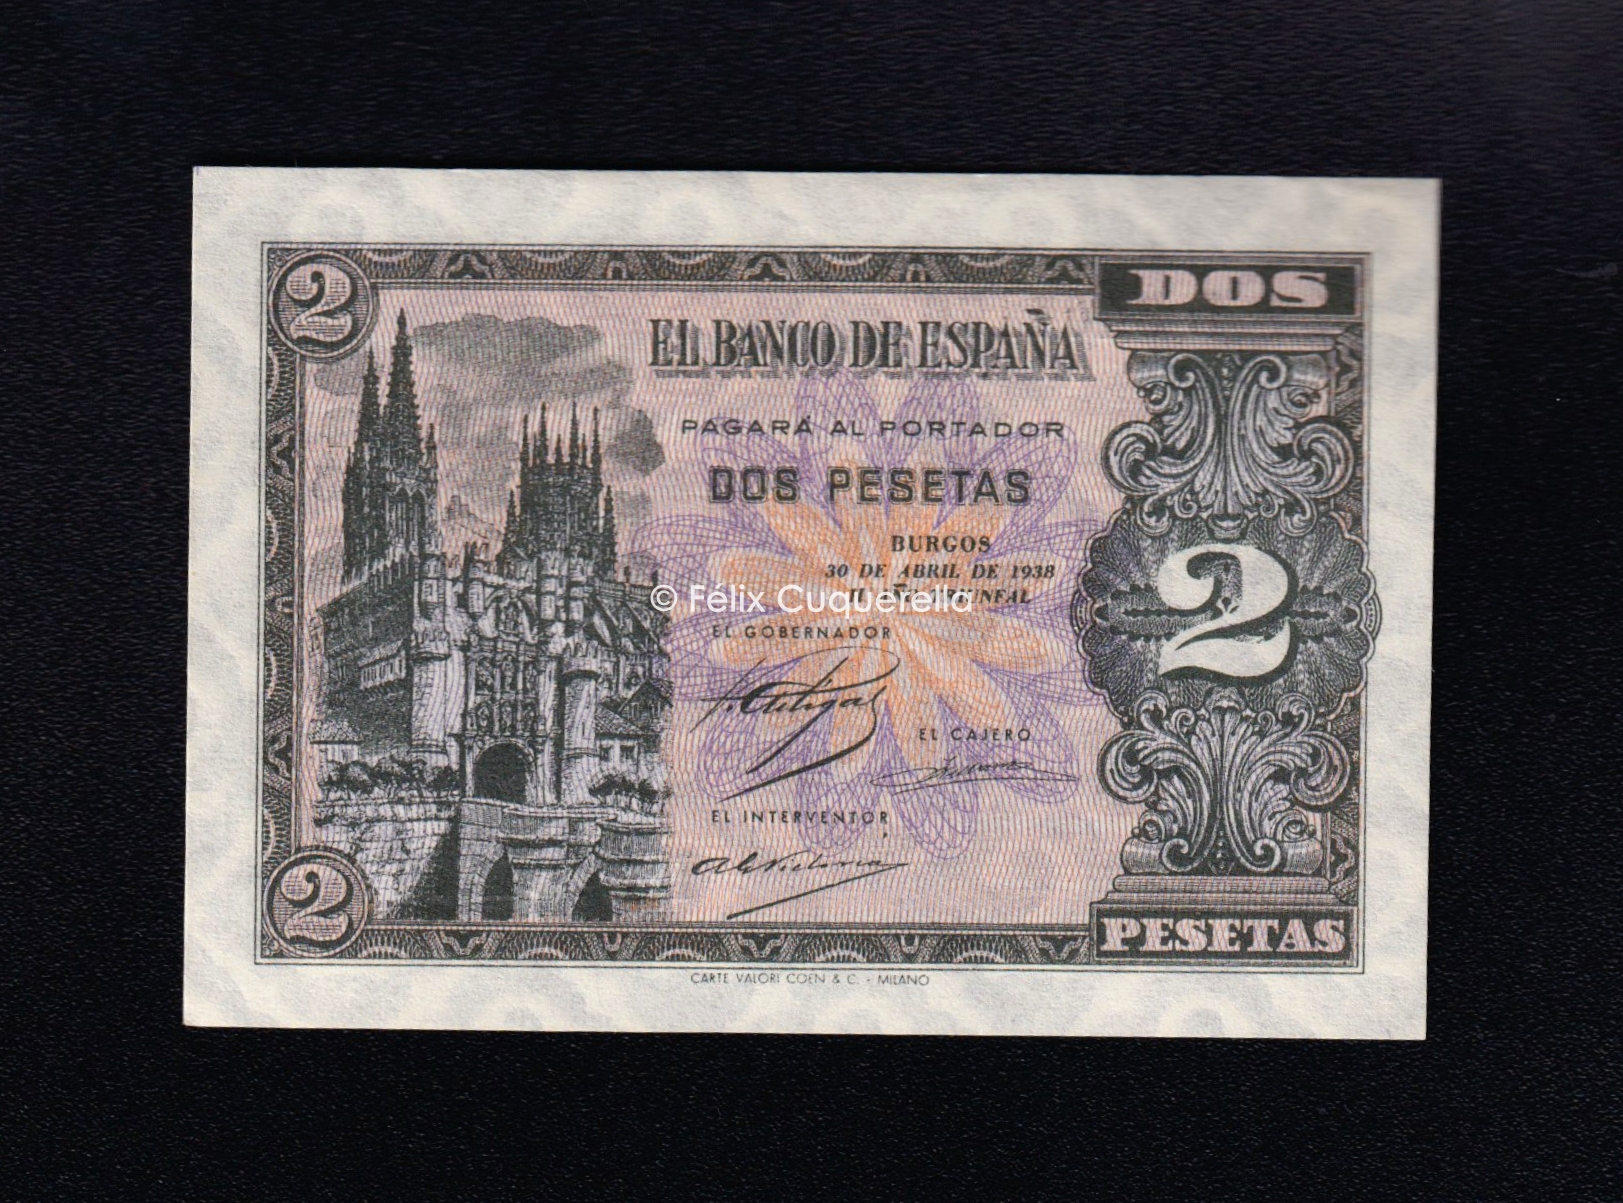 2
DOS
EL BANCO DE ESPAÑA
PAGARÁ AL PORTADOR
DOS PESETAS
BURGOS
30 DE ABRIL DE 1938
II
© Félix Cuquerella
EL GOBERNADOR
2
EL CAJERO
EL INTERVENTOR
2
PESETAS
CARTE VALORI COEN & C. - MILANO